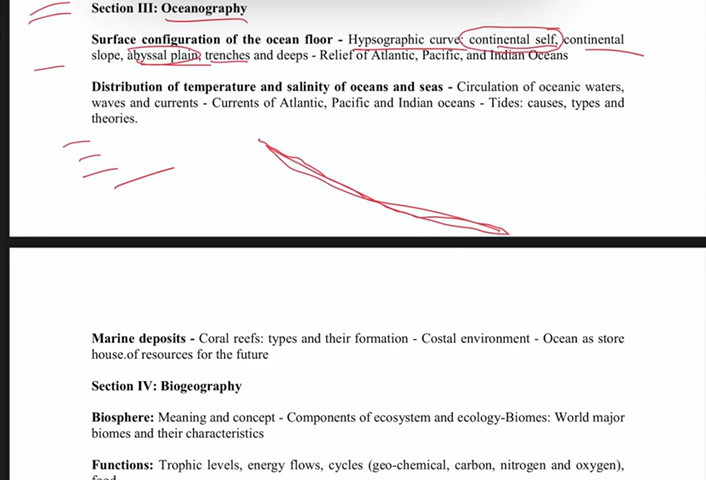 Section III: Oceanography
Surface configuration of the ocean floor - Hypsographic curve: continental self, continental
slope, abyssal plain, trenches and deeps - Relief of Atlantic, Pacific, and Indian Oceans
Distribution of temperature and salinity of oceans and seas - Circulation of oceanic waters,
waves and currents - Currents of Atlantic, Pacific and Indian oceans - Tides: causes, types and
theories.
Marine deposits - Coral reefs: types and their formation - Costal environment - Ocean as store
house.of resources for the future
Section IV: Biogeography
Biosphere: Meaning and concept - Components of ecosystem and ecology-Biomes: World major
biomes and their characteristics
Functions: Trophic levels, energy flows, cycles (geo-chemical, carbon, nitrogen and oxygen),